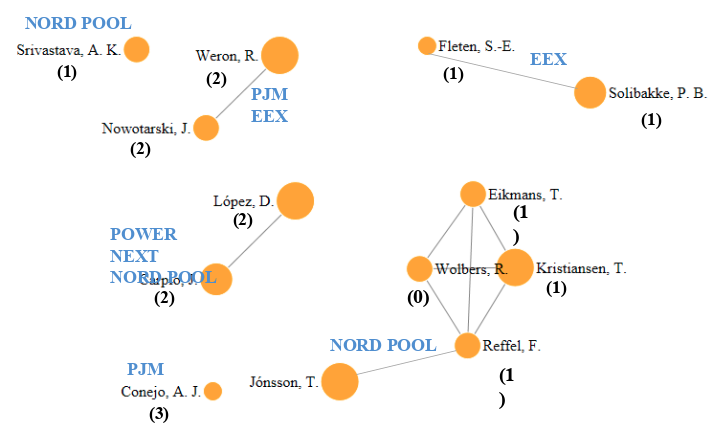 NORD POOL
Srivastava, A. K.
(1)
Weron, R.
(2)
PJM
EEX
Nowotarski, J.
(2)
Fleten, S.-E.
(1)
EEX
Solibakke, P. B.
(1)
López, D.
(2)
POWER
NEXT
NORD POOL
Carpio, J.
(2)
Eikmans, T.
(1
)
Wolbers, R.
(0)
Kristiansen, T.
(1)
NORD POOL
Reffel, F.
(1
)
PJM
Conejo, A. J.
(3)
Jónsson, T.